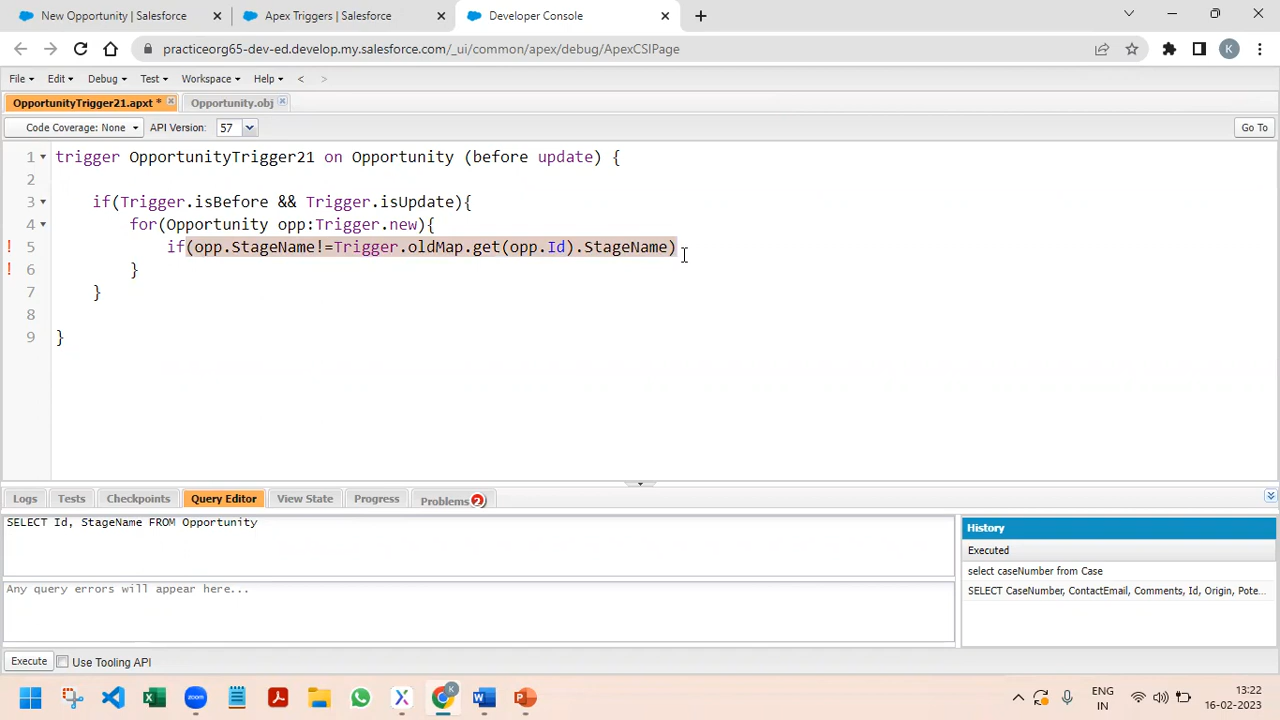 New Opportunity | Salesforce
Apex Triggers | Salesforce
Developer Console
practiceorg65-dev-ed.develop.my.salesforce.com/_ui/common/apex/debug/ApexCSIPage
K
File
Edit
Debug
Test
Workspace
Help
<
>
OpportunityTrigger21.apxt *
Opportunity.obj
Code Coverage: None
API Version:
57
Go To
1 trigger OpportunityTrigger21 on Opportunity (before update) {
2
3 if(Trigger.isBefore && Trigger.isUpdate){
4 for(Opportunity opp:Trigger.new){
! 5 if(opp.StageName!=Trigger.oldMap.get(opp.Id).StageName)
! 6 }
7 }
8
9 }
Logs
Tests
Checkpoints
Query Editor
View State
Progress
Problems 2
SELECT Id, StageName FROM Opportunity
Any query errors will appear here...
History
Executed
select caseNumber from Case
SELECT CaseNumber, ContactEmail, Comments, Id, Origin, Pote...
Execute
Use Tooling API
zoom
K
ENG
IN
13:22
16-02-2023